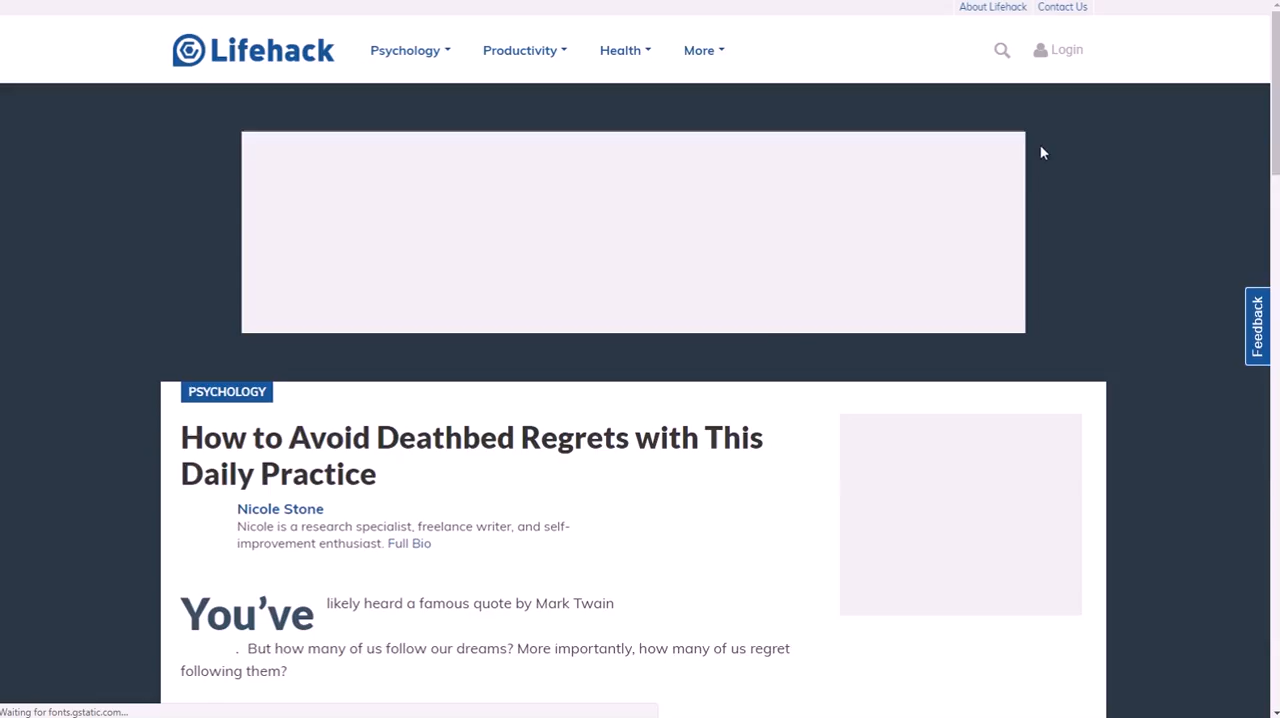 About Lifehack Contact Us
Lifehack Psychology Productivity Health More Login
Feedback
PSYCHOLOGY
How to Avoid Deathbed Regrets with This
Daily Practice
Nicole Stone
Nicole is a research specialist, freelance writer, and self-
improvement enthusiast. Full Bio
You've likely heard a famous quote by Mark Twain
. But how many of us follow our dreams? More importantly, how many of us regret
following them?
Waiting for fonts.gstatic.com...